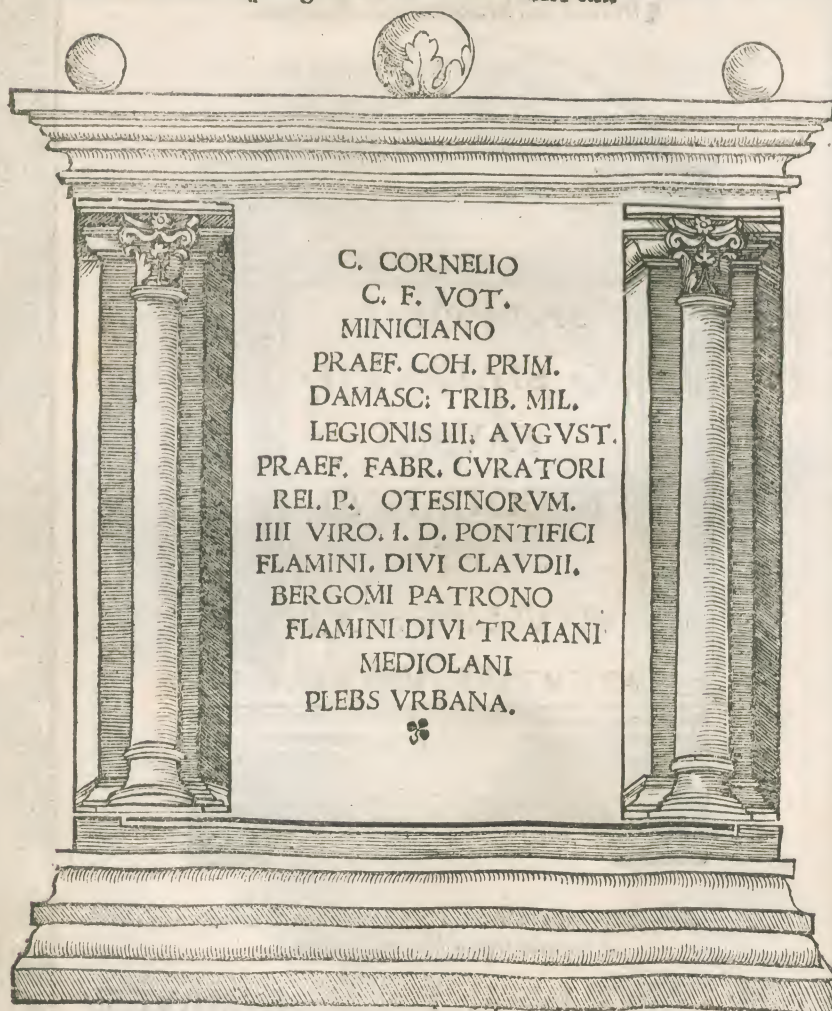 C. CORNELIO
C. F. VOT.
MINICIANO
PRAEF. COH. PRIM.
DAMASC: TRIB. MIL.
LEGIONIS III. AVGVST.
PRAEF. FABR. CVRATORI
REI. P. OTESINORVM.
IIII VIRO. I. D. PONTIFICI
FLAMINI. DIVI CLAVDII.
BERGOMI PATRONO
FLAMINI DIVI TRAIANI
MEDIOLANI
PLEBS VRBANA.